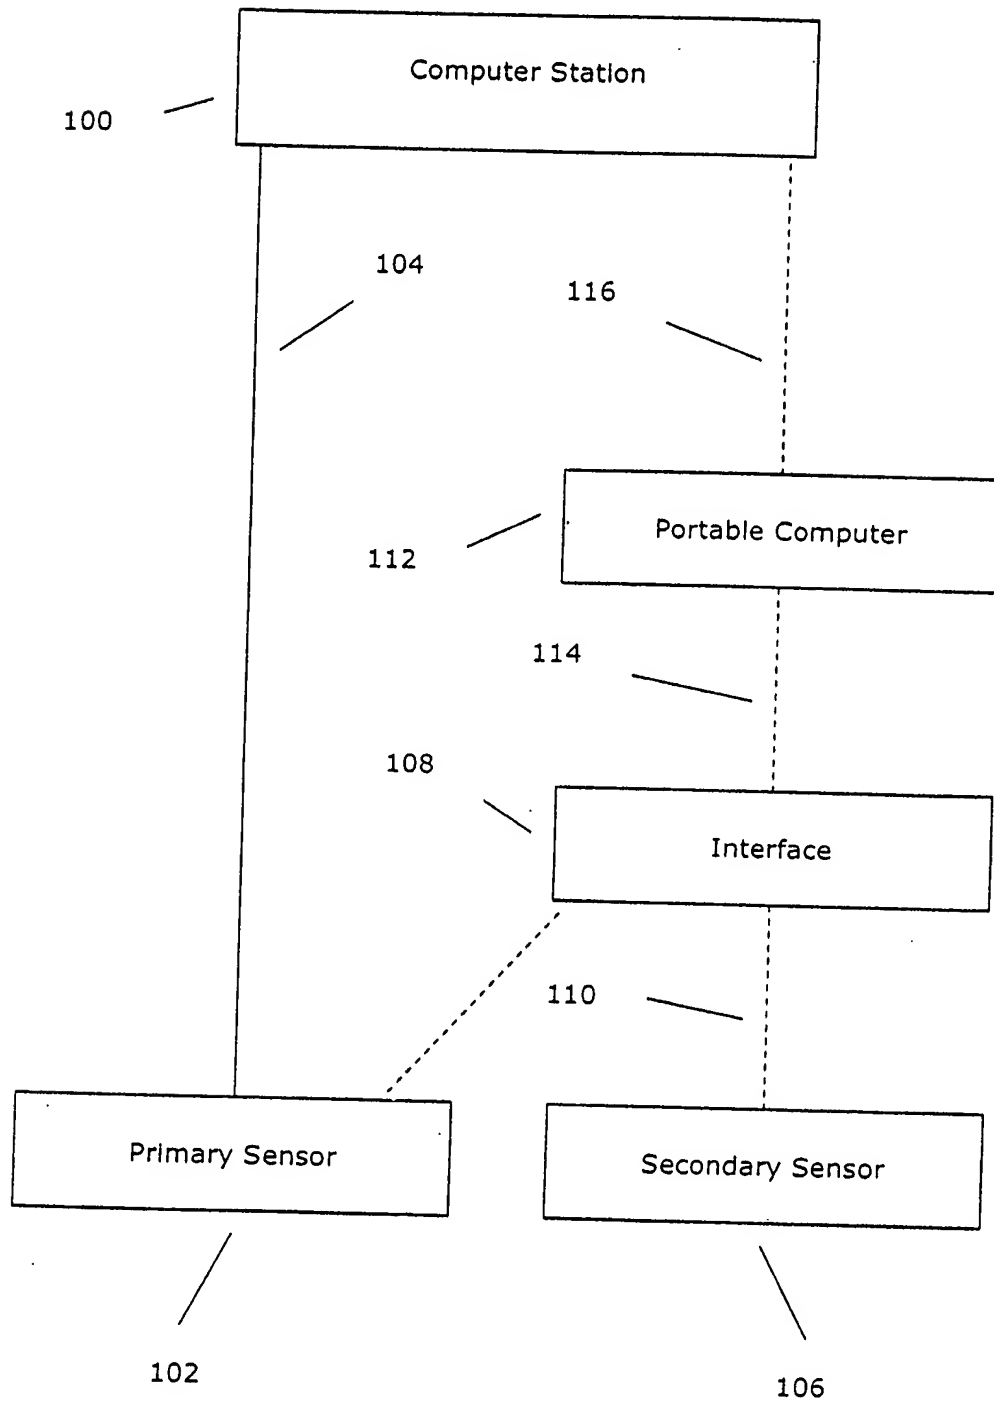 Computer Station
100
104
116
Portable Computer
112
114
108
Interface
110
Primary Sensor
Secondary Sensor
102
106